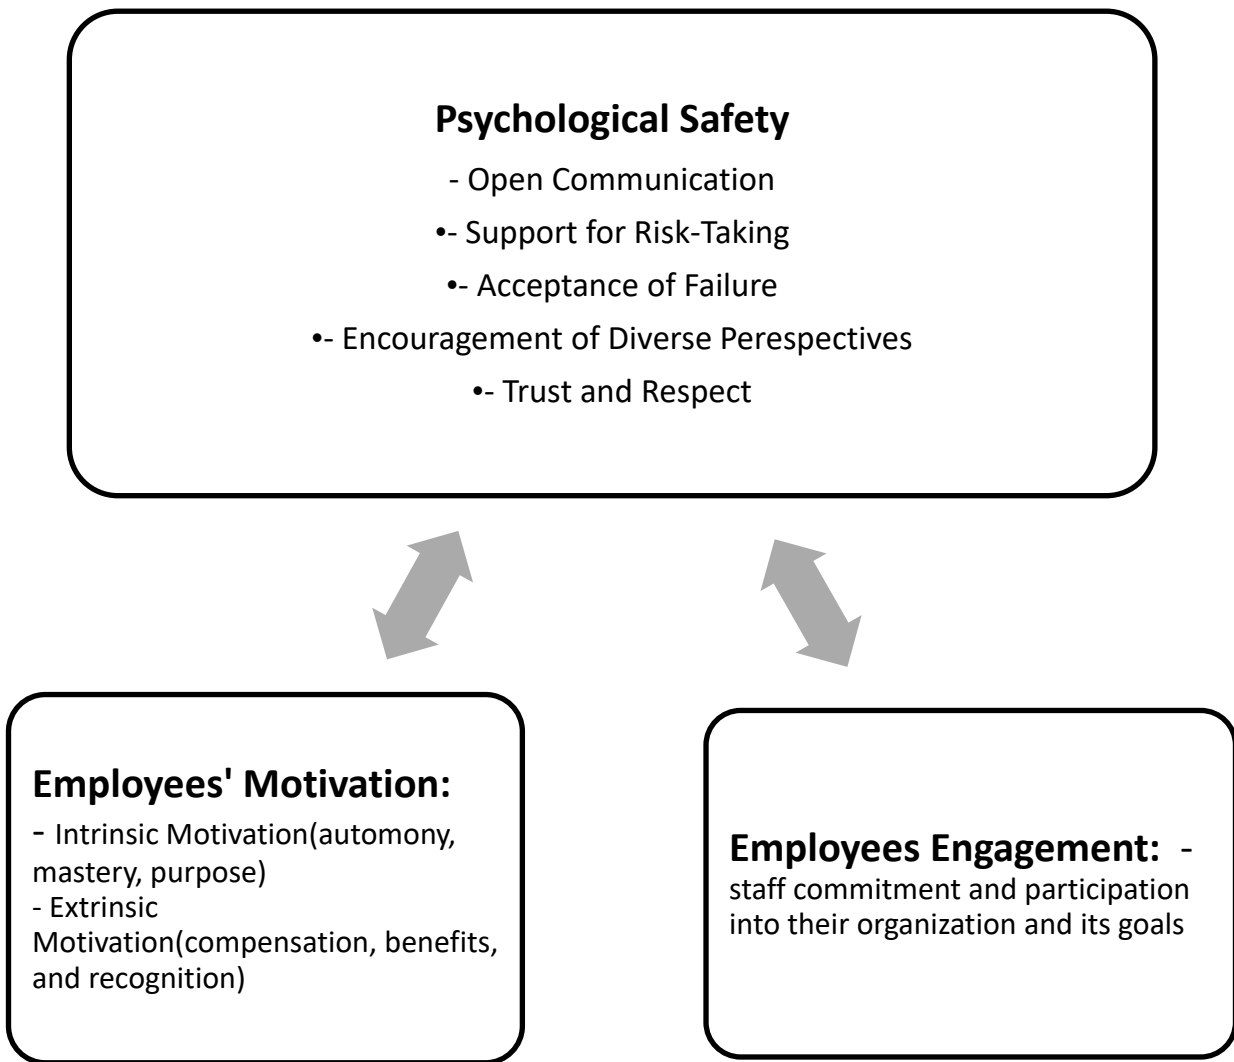 Psychological Safety
- Open Communication
•- Support for Risk-Taking
•- Acceptance of Failure
•- Encouragement of Diverse Perespectives
•- Trust and Respect
Employees' Motivation:
- Intrinsic Motivation(automony,
mastery, purpose)
- Extrinsic
Motivation(compensation, benefits,
and recognition)
Employees Engagement: -
staff commitment and participation
into their organization and its goals